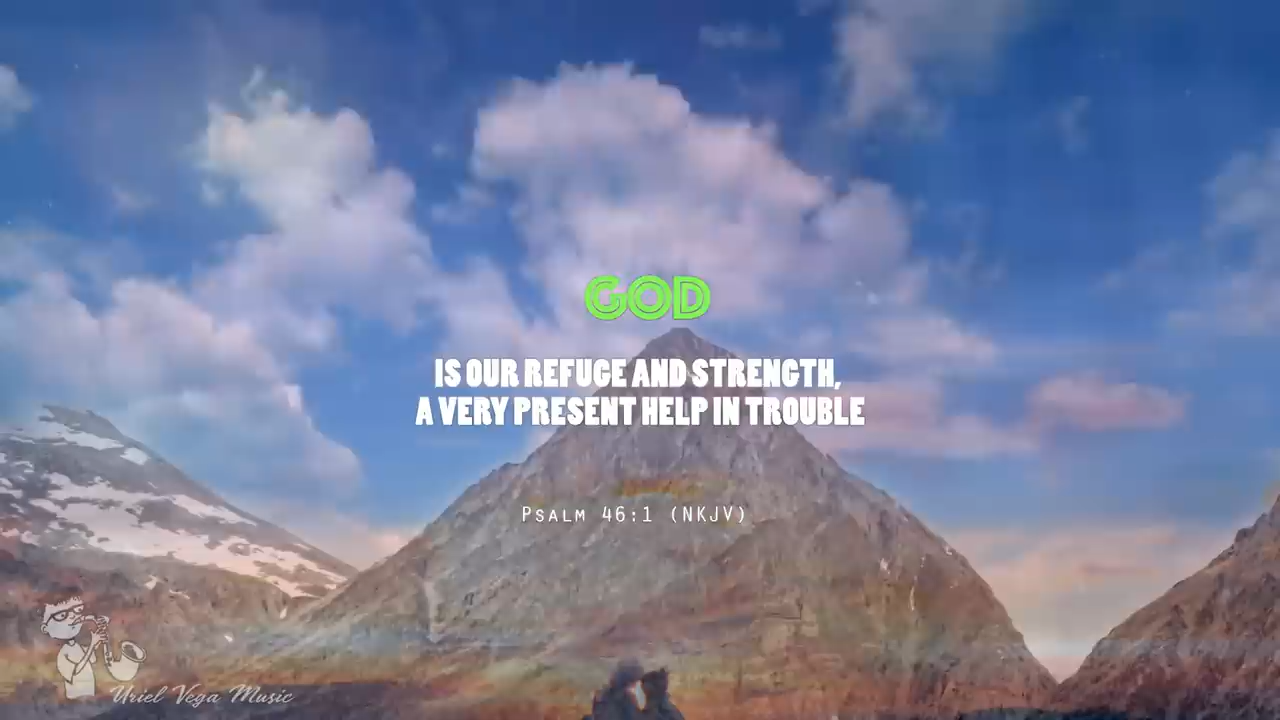 GOD
IS OUR REFUGE AND STRENGTH,
A VERY PRESENT HELP IN TROUBLE
Psalm 46:1 (NKJV)
Uriel Vega Music